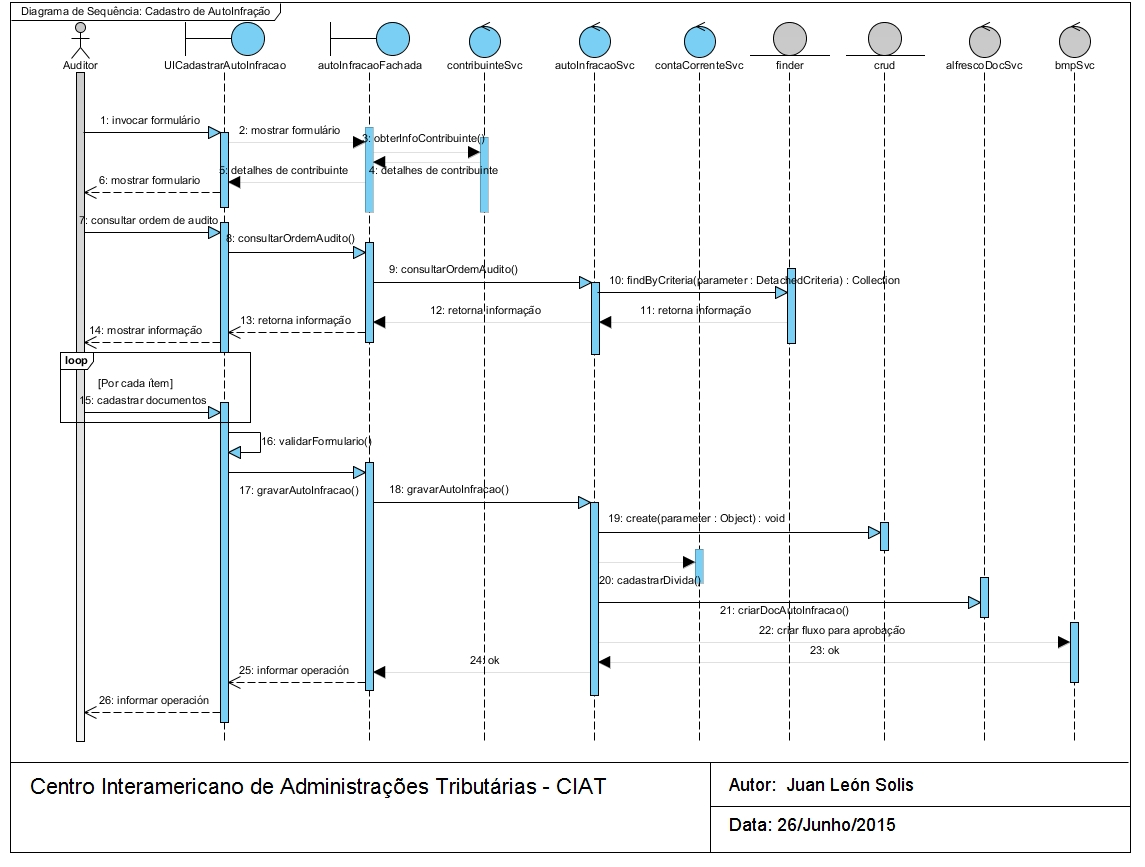 Diagrama de Sequência: Cadastro de AutoInfração
Auditor
UICadastrarAutoInfracao
autoInfracaoFachada
contribuinteSvc
autoInfracaoSvc
contaCorrenteSvc
finder
crud
alfrescoDocSvc
bmpSvc
1: invocar formulário
2: mostrar formulário
3: obterInfoContribuinte()
4: detalhes de contribuinte
5: detalhes de contribuinte
6: mostrar formulario
7: consultar ordem de audito
8: consultarOrdemAudito()
9: consultarOrdemAudito()
10: findByCriteria(parameter : DetachedCriteria) : Collection
11: retorna informação
12: retorna informação
13: retorna informação
14: mostrar informação
loop
[Por cada ítem]
15: cadastrar documentos
16: validarFormulario()
17: gravarAutoInfracao()
18: gravarAutoInfracao()
19: create(parameter : Object) : void
20: cadastrarDivida()
21: criarDocAutoInfracao()
22: criar fluxo para aprobação
23: ok
24: ok
25: informar operación
26: informar operación
Centro Interamericano de Administrações Tributárias - CIAT
Autor: Juan León Solis
Data: 26/Junho/2015